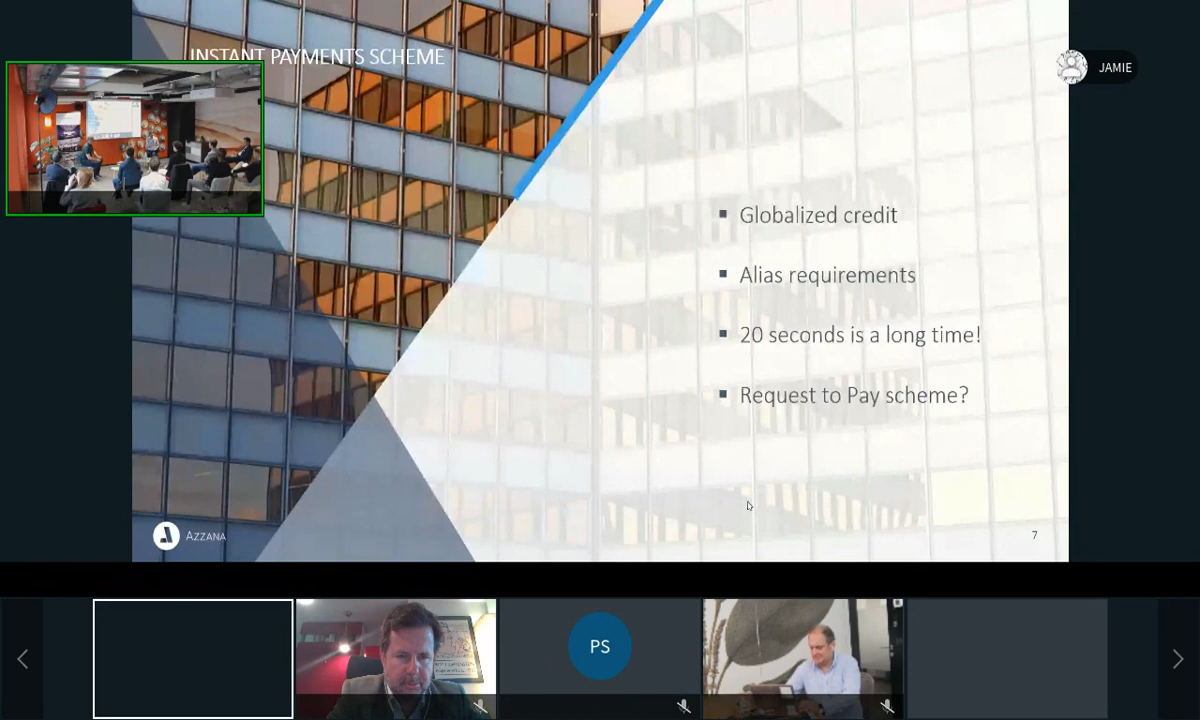 INSTANT PAYMENTS SCHEME
JAMIE
Globalized credit
Alias requirements
20 seconds is a long time!
Request to Pay scheme?
AZZANA
7
PS